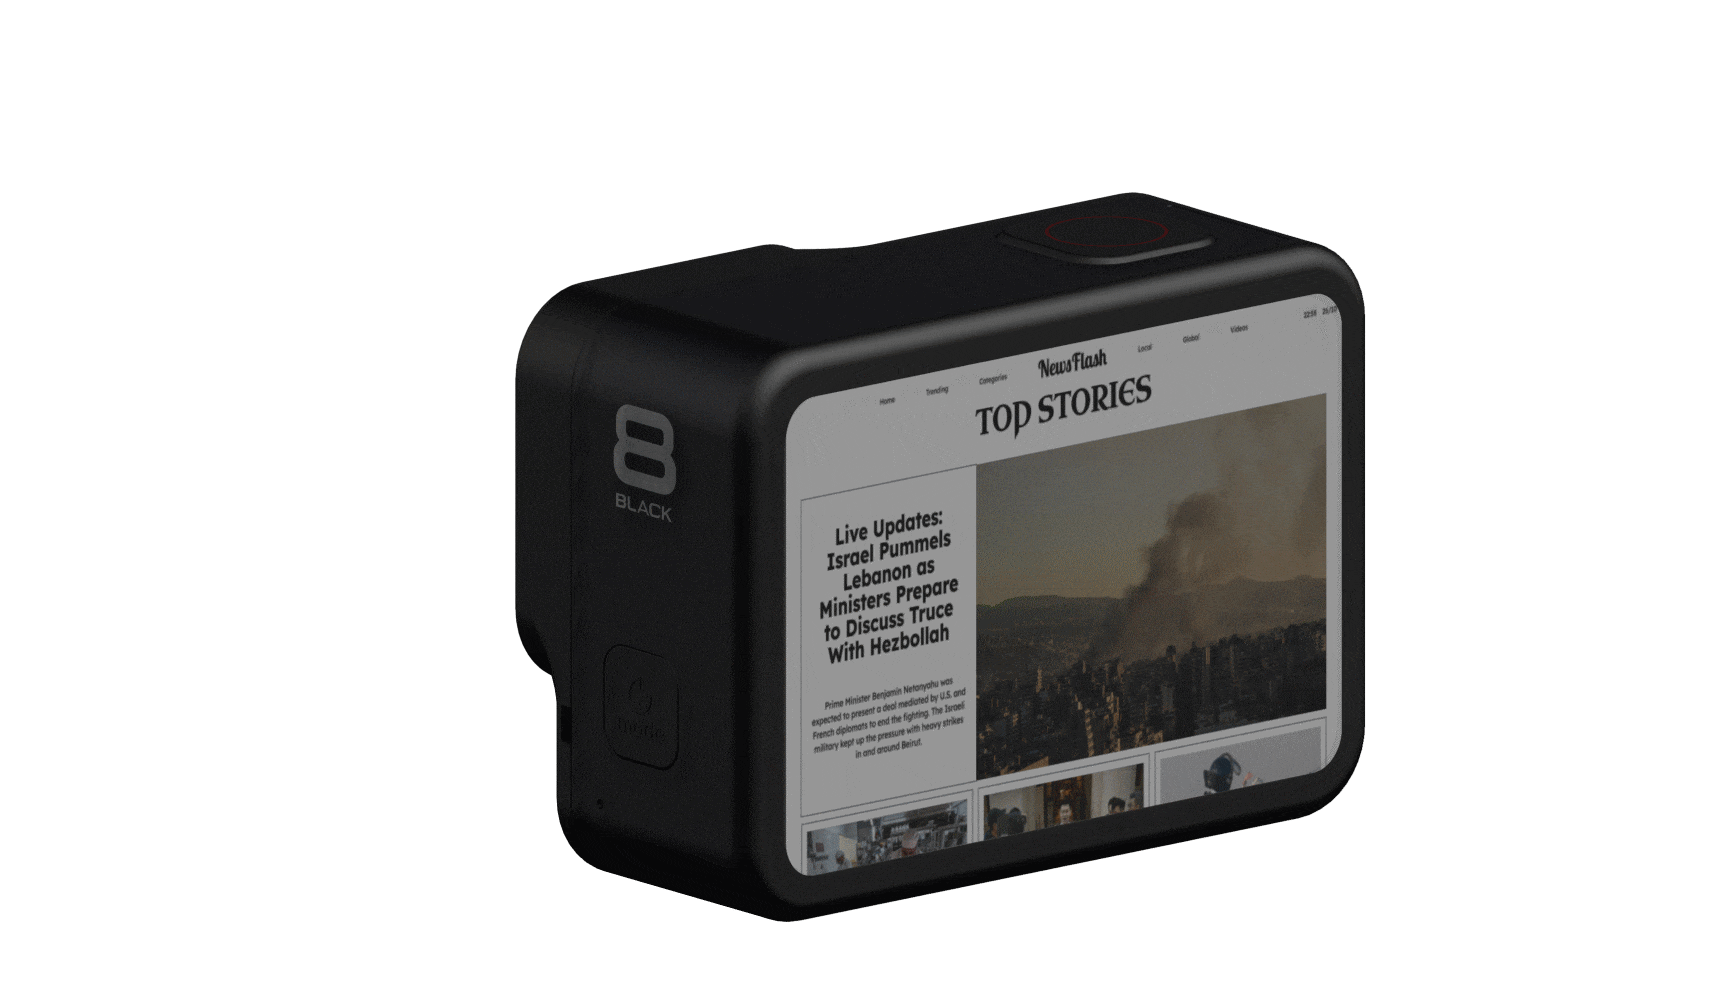 8
BLACK
Home
Trending
Categories
NewsFlash
Local
Global
Videos
22:55
TOP STORIES
Live Updates:
Israel Pummels
Lebanon as
Ministers Prepare
to Discuss Truce
With Hezbollah
Prime Minister Benjamin Netanyahu was
expected to present a deal mediated by U.S. and
French diplomats to end the fighting. The Israeli
military kept up the pressure with heavy strikes
in and around Beirut.